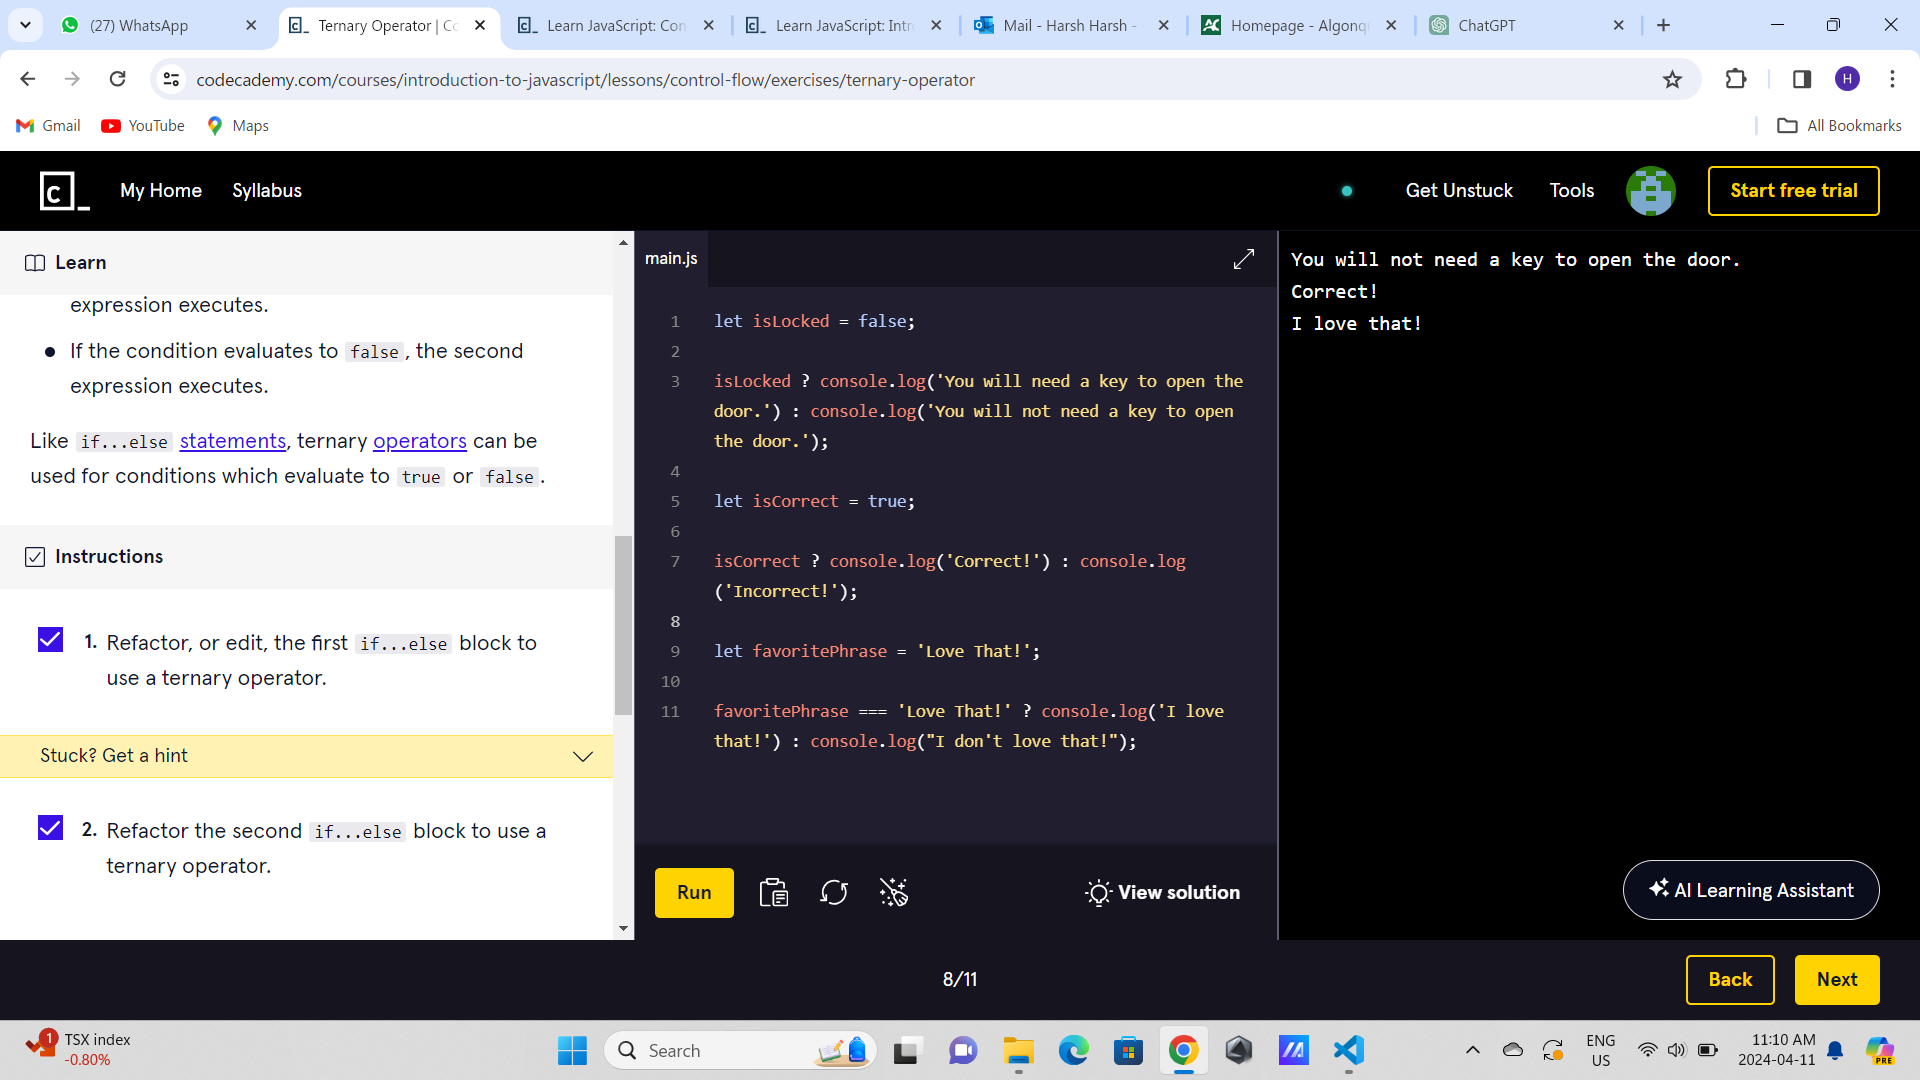 (27) WhatsApp
Ternary Operator | Co
Learn JavaScript: Con
Learn JavaScript: Intr
Mail - Harsh Harsh -
Homepage - Algonq
ChatGPT
codecademy.com/courses/introduction-to-javascript/lessons/control-flow/exercises/ternary-operator
H
Gmail
YouTube
Maps
All Bookmarks
My Home
Syllabus
Get Unstuck
Tools
Start free trial
Learn
expression executes.
If the condition evaluates to false, the second
expression executes.
Like if...else statements, ternary operators can be
used for conditions which evaluate to true or false.
Instructions
1. Refactor, or edit, the first if...else block to
use a ternary operator.
Stuck? Get a hint
2. Refactor the second if...else block to use a
ternary operator.
main.js
1 let isLocked = false;
2
3 isLocked ? console.log('You will need a key to open the
door.') : console.log('You will not need a key to open
the door.');
4
5 let isCorrect = true;
6
7 isCorrect ? console.log('Correct!') : console.log
('Incorrect!');
8
9 let favoritePhrase = 'Love That!';
10
11 favoritePhrase === 'Love That!' ? console.log('I love
that!') : console.log("I don't love that!");
Run
View solution
You will not need a key to open the door.
Correct!
I love that!
AI Learning Assistant
8/11
Back
Next
1
TSX index
-0.80%
Search
ENG
US
11:10 AM
2024-04-11
PRE